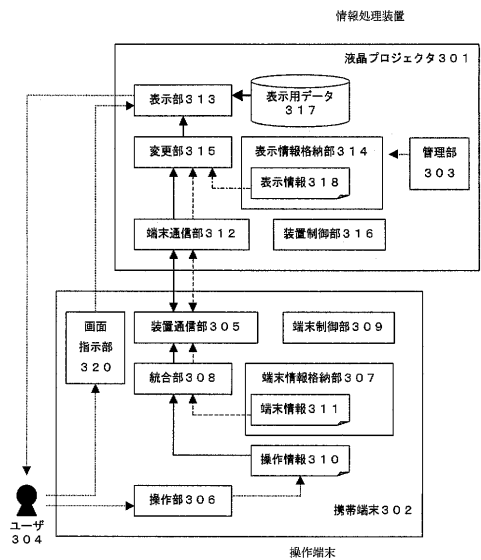 情報処理装置
液晶プロジェクタ３０１
表示部３１３
表示用データ
３１７
変更部３１５
表示情報格納部３１４
表示情報３１８
管理部
３０３
端末通信部３１２
装置制御部３１６
画面
指示部
３２０
装置通信部３０５
端末制御部３０９
統合部３０８
端末情報格納部３０７
端末情報３１１
操作情報３１０
操作部３０６
携帯端末３０２
ユーザ
３０４
操作端末